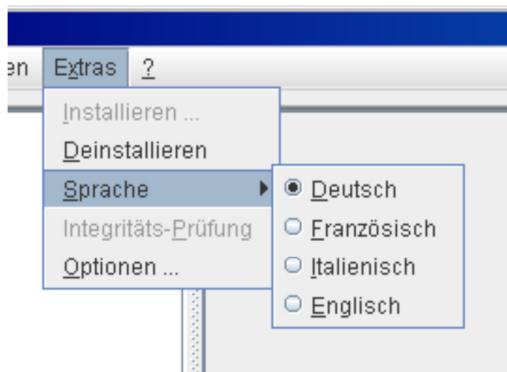 en Extras ?
Installieren ...
Deinstallieren
Sprache
Integritäts-Prüfung
Optionen ...
Deutsch
Französisch
Italienisch
Englisch